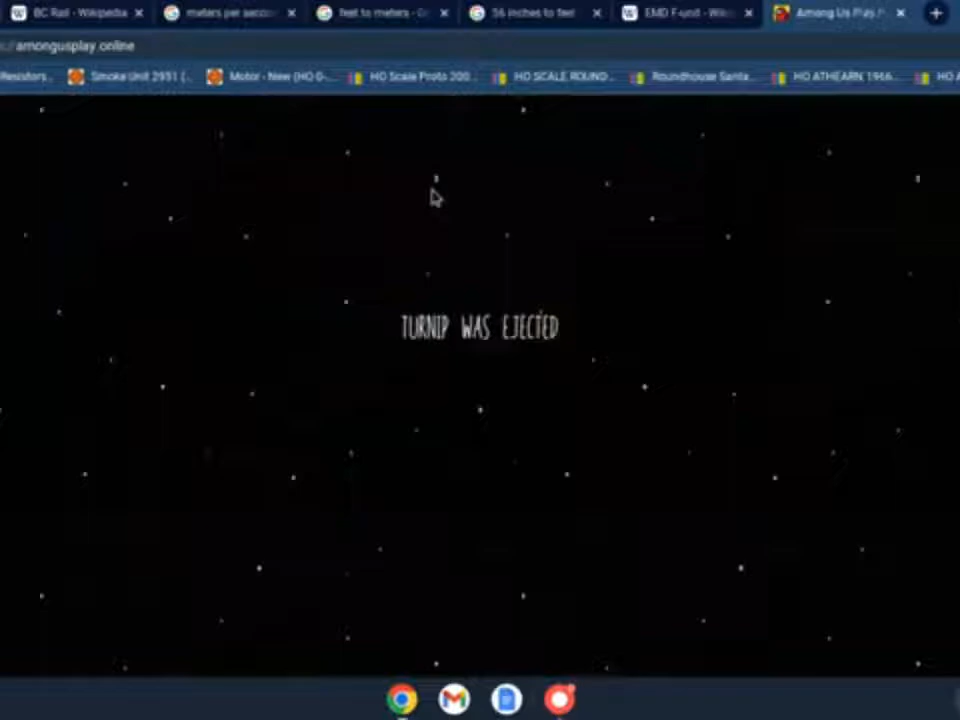 BC Rail - Wikipedia
meters per secon
feet to meters - G
56 inches to feet
EMD F-unit - Wiki
Among Us Play
amongusplay.online
Resistors..
Smoke Unit 2951 (..
Motor - New (HO 0-..
HO Scale Proto 200..
HO SCALE ROUND..
Roundhouse Santa..
HO ATHEARN 1966..
HO
TURNIP WAS EJECTED